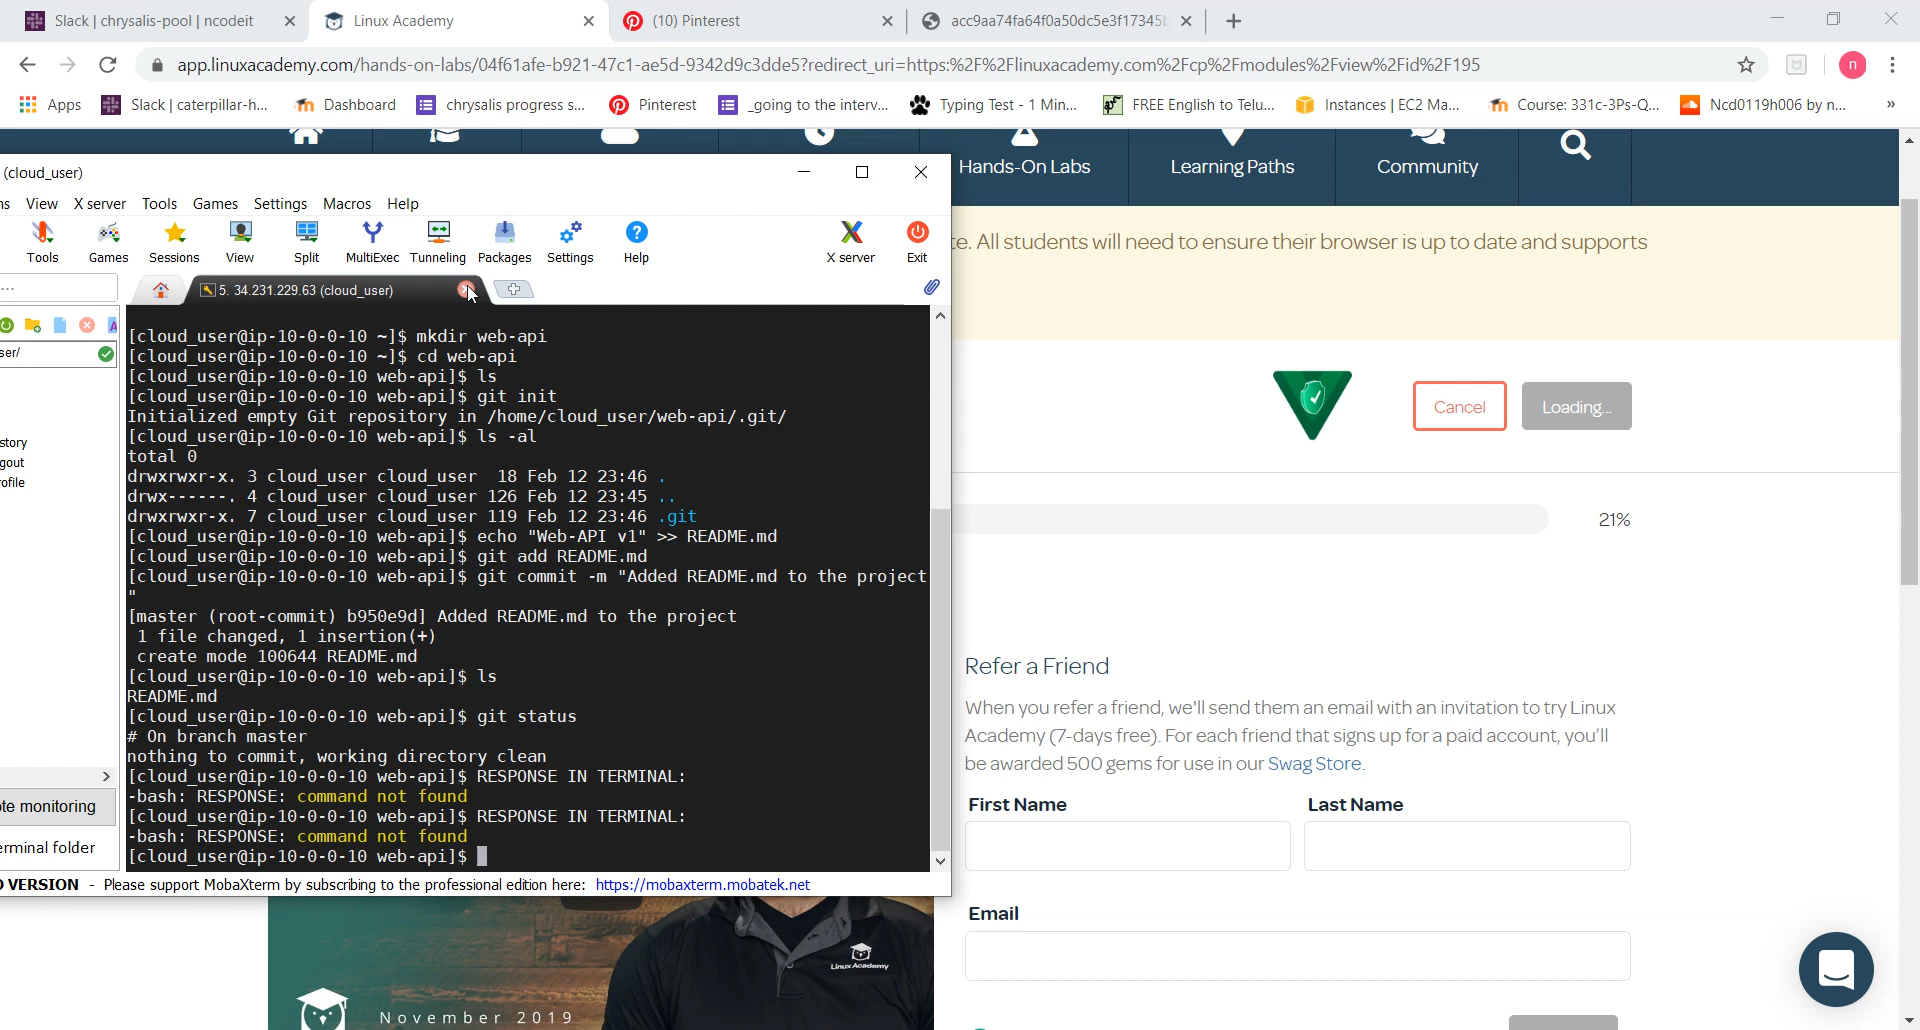 Slack | chrysalis-pool | ncodeit
Linux Academy
(10) Pinterest
acc9aa74fa64f0a50dc5e3f17345b
app.linuxacademy.com/hands-on-labs/04f61afe-b921-47c1-ae5d-9342d9c3dde5?redirect_uri=https:%2F%2Flinuxacademy.com%2Fcp%2Fmodules%2Fview%2Fid%2F195
n
Apps
Slack | caterpillar-h...
Dashboard
chrysalis progress s...
Pinterest
_going to the interv...
Typing Test - 1 Min...
FREE English to Telu...
Instances | EC2 Ma...
Course: 331c-3Ps-Q...
Ncd0119h006 by n...
»
Hands-On Labs
Learning Paths
Community
(cloud_user)
ns View X server Tools Games Settings Macros Help
Tools Games Sessions View Split MultiExec Tunneling Packages Settings Help X server Exit
te. All students will need to ensure their browser is up to date and supports
...
5. 34.231.229.63 (cloud_user)
ser/
story
gout
rofile
[cloud_user@ip-10-0-0-10 ~]$ mkdir web-api
[cloud_user@ip-10-0-0-10 ~]$ cd web-api
[cloud_user@ip-10-0-0-10 web-api]$ ls
[cloud_user@ip-10-0-0-10 web-api]$ git init
Initialized empty Git repository in /home/cloud_user/web-api/.git/
[cloud_user@ip-10-0-0-10 web-api]$ ls -al
total 0
drwxrwxr-x. 3 cloud_user cloud_user  18 Feb 12 23:46 .
drwx------. 4 cloud_user cloud_user 126 Feb 12 23:45 ..
drwxrwxr-x. 7 cloud_user cloud_user 119 Feb 12 23:46 .git
[cloud_user@ip-10-0-0-10 web-api]$ echo "Web-API v1" >> README.md
[cloud_user@ip-10-0-0-10 web-api]$ git add README.md
[cloud_user@ip-10-0-0-10 web-api]$ git commit -m "Added README.md to the project
"
[master (root-commit) b950e9d] Added README.md to the project
 1 file changed, 1 insertion(+)
 create mode 100644 README.md
[cloud_user@ip-10-0-0-10 web-api]$ ls
README.md
[cloud_user@ip-10-0-0-10 web-api]$ git status
# On branch master
nothing to commit, working directory clean
[cloud_user@ip-10-0-0-10 web-api]$ RESPONSE IN TERMINAL:
-bash: RESPONSE: command not found
[cloud_user@ip-10-0-0-10 web-api]$ RESPONSE IN TERMINAL:
-bash: RESPONSE: command not found
[cloud_user@ip-10-0-0-10 web-api]$
te monitoring
erminal folder
D VERSION - Please support MobaXterm by subscribing to the professional edition here: https://mobaxterm.mobatek.net
Cancel
Loading...
21%
Refer a Friend
When you refer a friend, we'll send them an email with an invitation to try Linux
Academy (7-days free). For each friend that signs up for a paid account, you'll
be awarded 500 gems for use in our Swag Store.
First Name
Last Name
Email
Linux Academy
November 2019